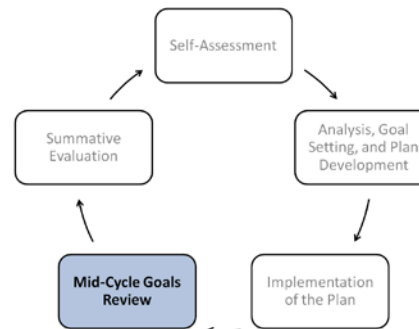 Self-Assessment
Analysis, Goal
Setting, and Plan
Development
Implementation
of the Plan
Mid-Cycle Goals
Review
Summative
Evaluation